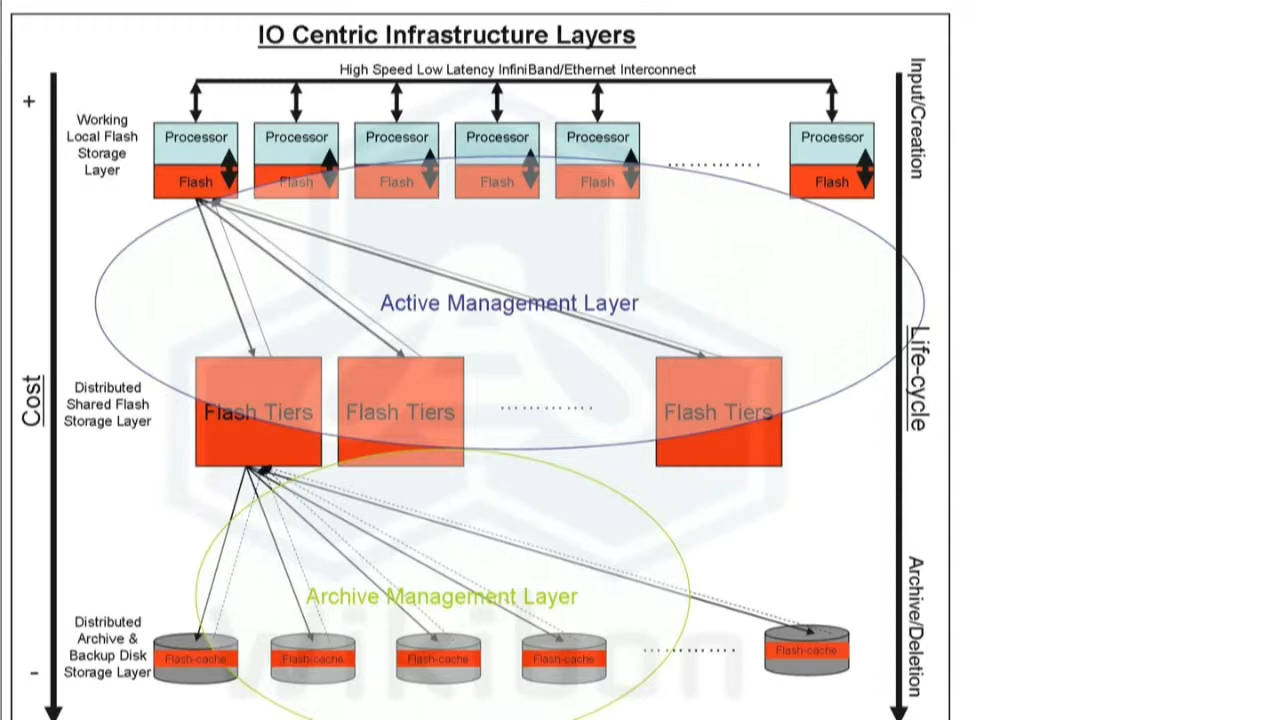 IO Centric Infrastructure Layers
High Speed Low Latency InfiniBand/Ethernet Interconnect
+
Working
Local Flash
Storage
Layer
Processor
Flash
Processor
Flash
Processor
Flash
Processor
Flash
Processor
Flash
Processor
Flash
Input/Creation
Active Management Layer
Cost
Life-cycle
Distributed
Shared Flash
Storage Layer
Flash Tiers
Flash Tiers
Flash Tiers
Archive Management Layer
Archive/Deletion
Distributed
Archive &
Backup Disk
Storage Layer
-
Flash-cache
Flash-cache
Flash-cache
Flash-cache
Flash-cache
Wikibon